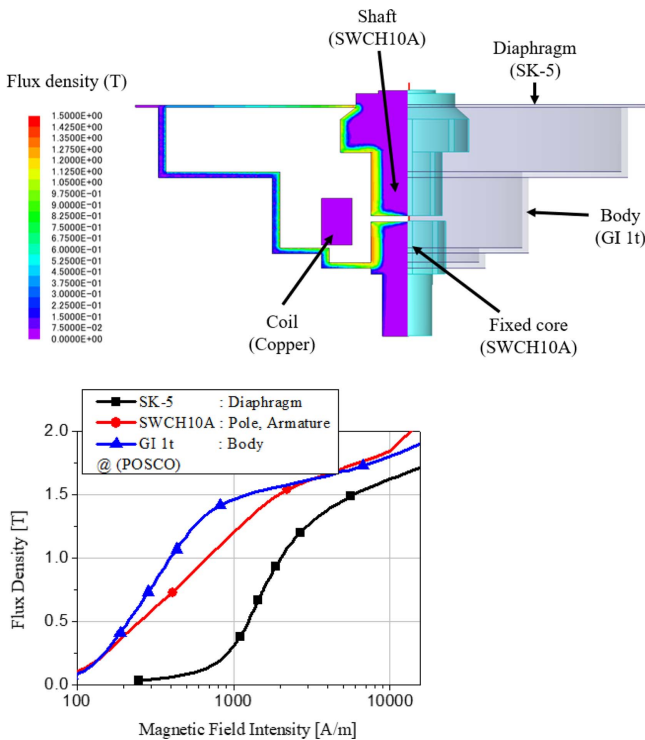 Shaft
(SWCH10A)
Diaphragm
(SK-5)
Flux density (T)
1.5000E+00
1.4250E+00
1.3500E+00
1.2750E+00
1.2000E+00
1.1250E+00
1.0500E+00
9.7500E-01
9.0000E-01
8.2500E-01
7.5000E-01
6.7500E-01
6.0000E-01
5.2500E-01
4.5000E-01
3.7500E-01
3.0000E-01
2.2500E-01
1.5000E-01
7.5000E-02
0.0000E+00
Body
(GI 1t)
Coil
(Copper)
Fixed core
(SWCH10A)
SK-5 : Diaphragm
SWCH10A : Pole, Armature
GI 1t : Body
@ (POSCO)
2.0
1.5
1.0
0.5
0.0
Flux Density [T]
100
1000
10000
Magnetic Field Intensity [A/m]